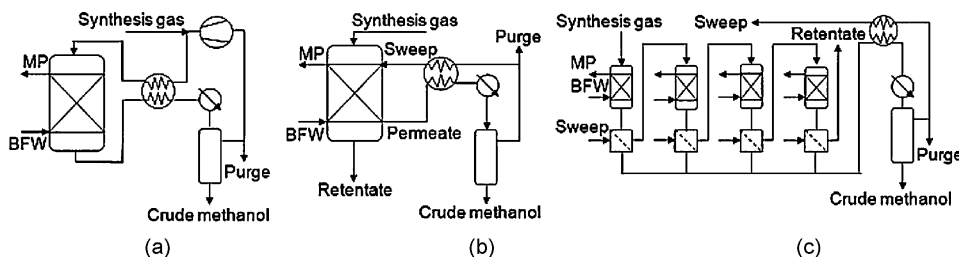 Synthesis gas
MP
BFW
Purge
Crude methanol
(a)
Synthesis gas
MP
Sweep
Purge
BFW
Permeate
Retentate
Crude methanol
(b)
Synthesis gas
Sweep
Retentate
MP
BFW
Sweep
Purge
Crude methanol
(c)